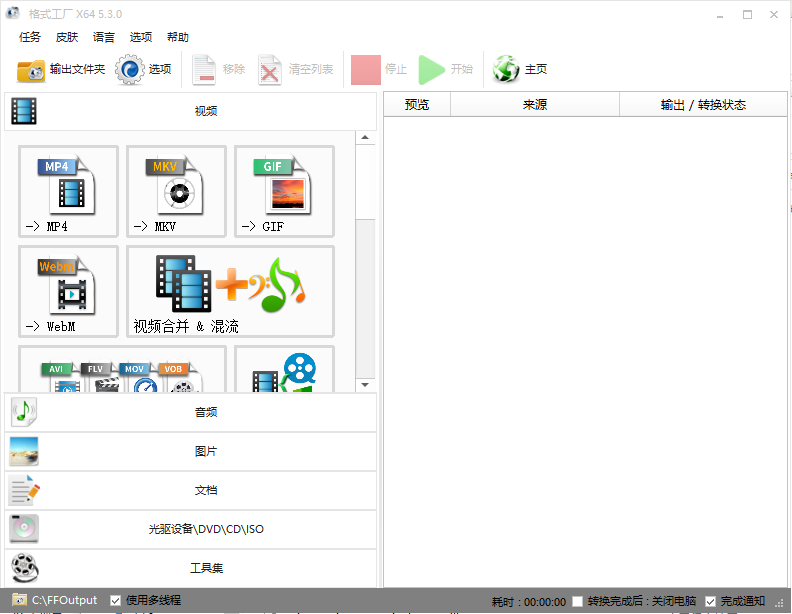 格式工厂 X64 5.3.0
任务 皮肤 语言 选项 帮助
输出文件夹 选项 移除 清空列表 停止 开始 主页
视频
预览 来源 输出 / 转换状态
MP4 MKV GIF
-> MP4 -> MKV -> GIF
Webm
-> WebM 视频合并 & 混流
AVI FLV MOV VOB
音频
图片
文档
光驱设备\DVD\CD\ISO
工具集
C:\FFOutput 使用多线程 耗时 : 00:00:00 转换完成后 : 关闭电脑 完成通知